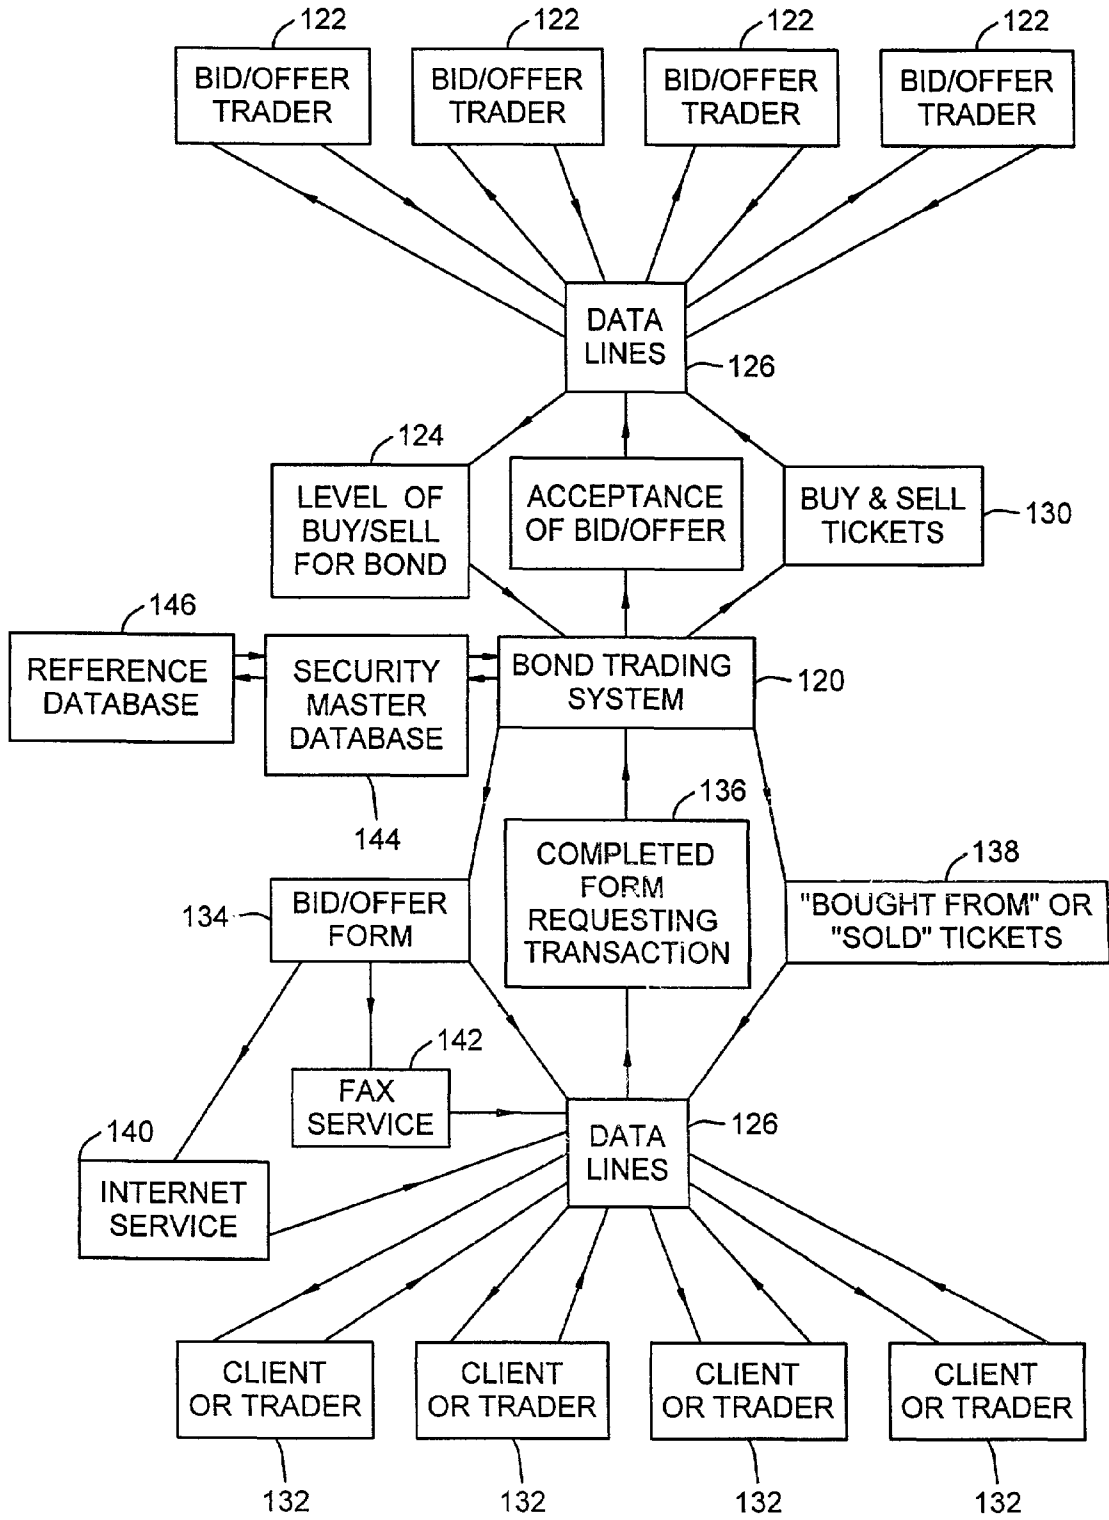 122
122
122
122
BID/OFFER
TRADER
BID/OFFER
TRADER
BID/OFFER
TRADER
BID/OFFER
TRADER
DATA
LINES
126
124
LEVEL OF
BUY/SELL
FOR BOND
ACCEPTANCE
OF BID/OFFER
BUY & SELL
TICKETS
130
146
REFERENCE
DATABASE
SECURITY
MASTER
DATABASE
144
BOND TRADING
SYSTEM
120
136
COMPLETED
FORM
REQUESTING
TRANSACTION
134
BID/OFFER
FORM
138
"BOUGHT FROM" OR
"SOLD" TICKETS
142
FAX
SERVICE
140
INTERNET
SERVICE
DATA
LINES
126
CLIENT
OR TRADER
CLIENT
OR TRADER
CLIENT
OR TRADER
CLIENT
OR TRADER
132
132
132
132